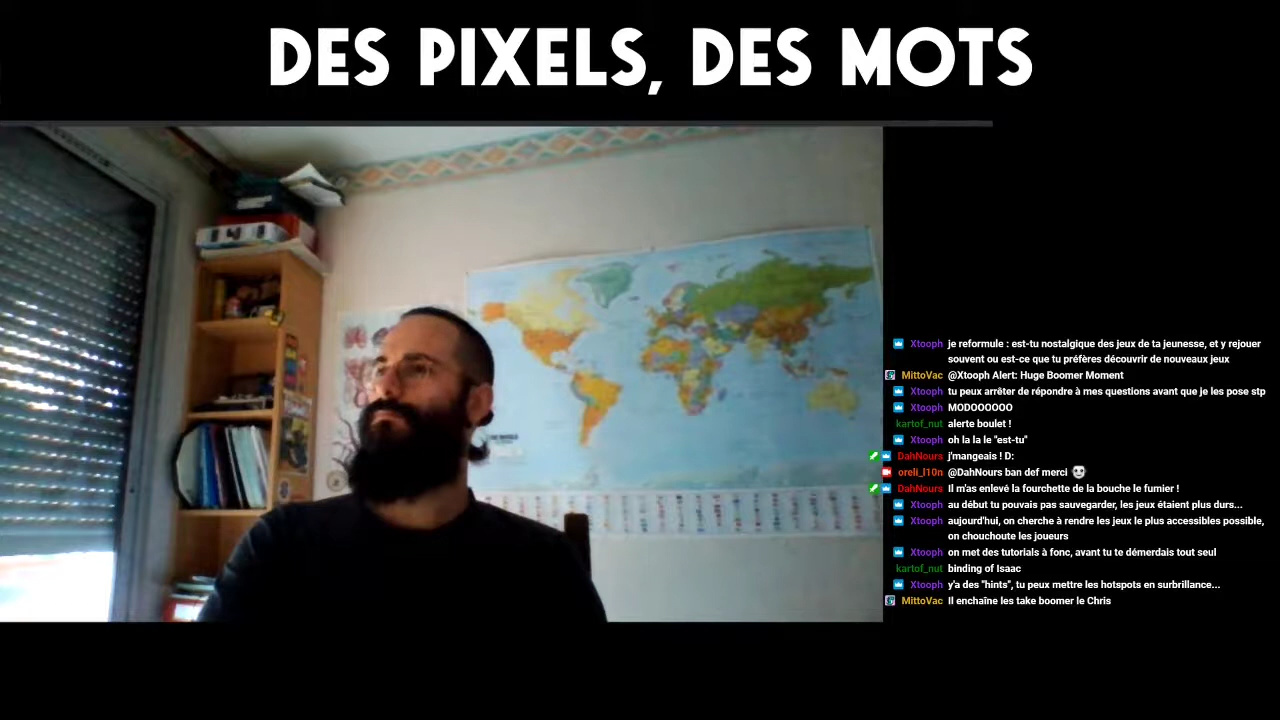 DES PIXELS, DES MOTS
Xtooph je reformule : est-tu nostalgique des jeux de ta jeunesse, et y rejouer
souvent ou est-ce que tu préfères découvrir de nouveaux jeux
MittoVac @Xtooph Alert: Huge Boomer Moment
Xtooph tu peux arrêter de répondre à mes questions avant que je les pose stp
Xtooph MODOOOOOO
kartof_nut alerte boulet !
Xtooph oh la la le "est-tu"
DahNours j'mangeais ! D:
oreli_l10n @DahNours ban def merci
DahNours Il m'as enlevé la fourchette de la bouche le fumier !
Xtooph au début tu pouvais pas sauvegarder, les jeux étaient plus durs...
Xtooph aujourd'hui, on cherche à rendre les jeux le plus accessibles possible,
on chouchoute les joueurs
Xtooph on met des tutorials à fonc, avant tu te démerdais tout seul
kartof_nut binding of Isaac
Xtooph y'a des "hints", tu peux mettre les hotspots en surbrillance...
MittoVac Il enchaîne les take boomer le Chris